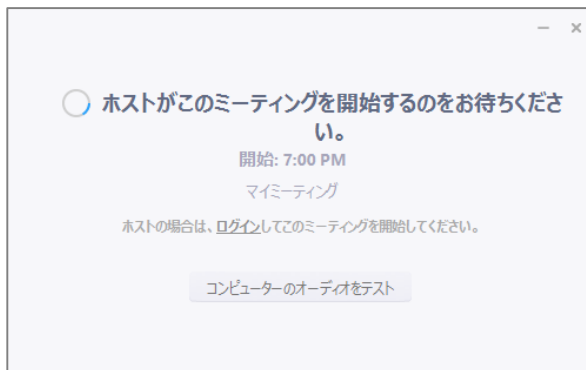 ホストがこのミーティングを開始するのをお待ちくださ
い。
開始: 7:00 PM
マイミーティング
ホストの場合は、ログインしてこのミーティングを開始してください。
コンピューターのオーディオをテスト